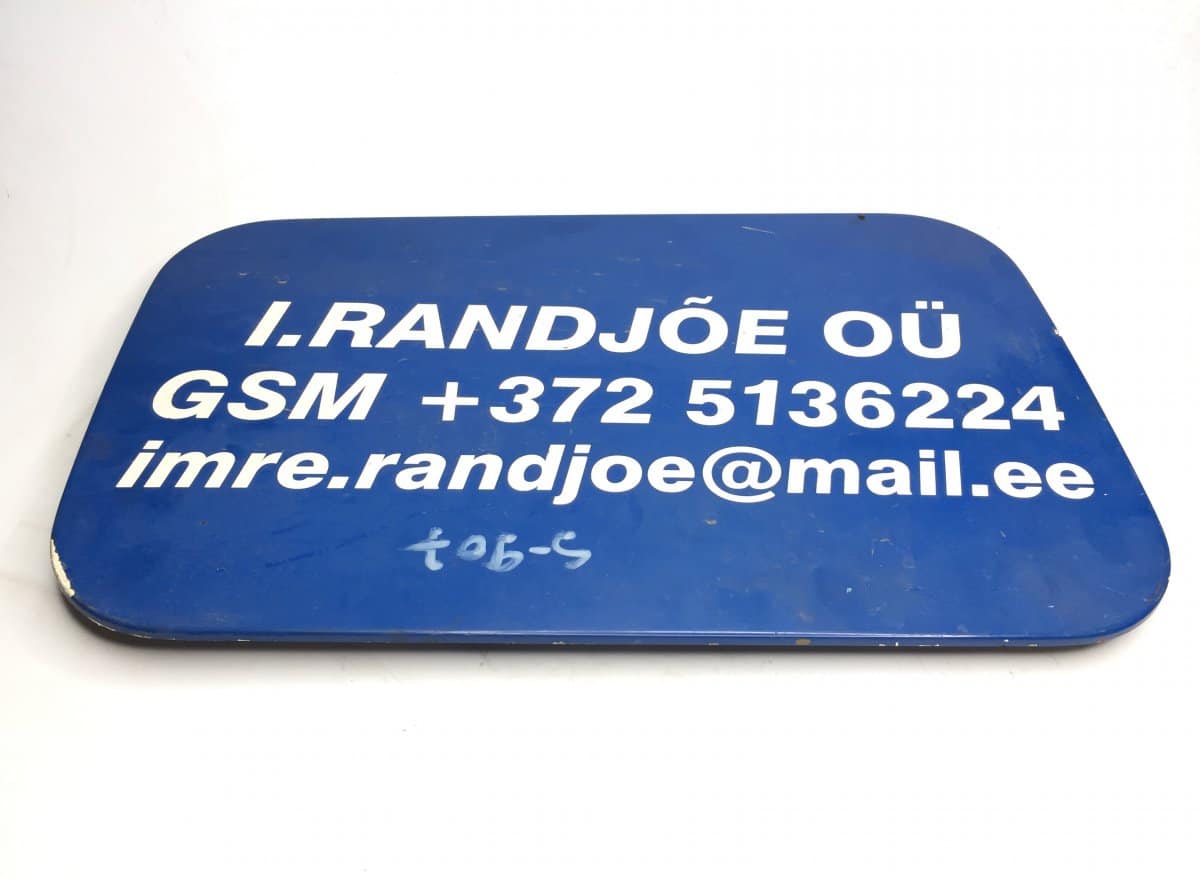 I.RANDJÕE OÜ
GSM +372 5136224
imre.randjoe@mail.ee